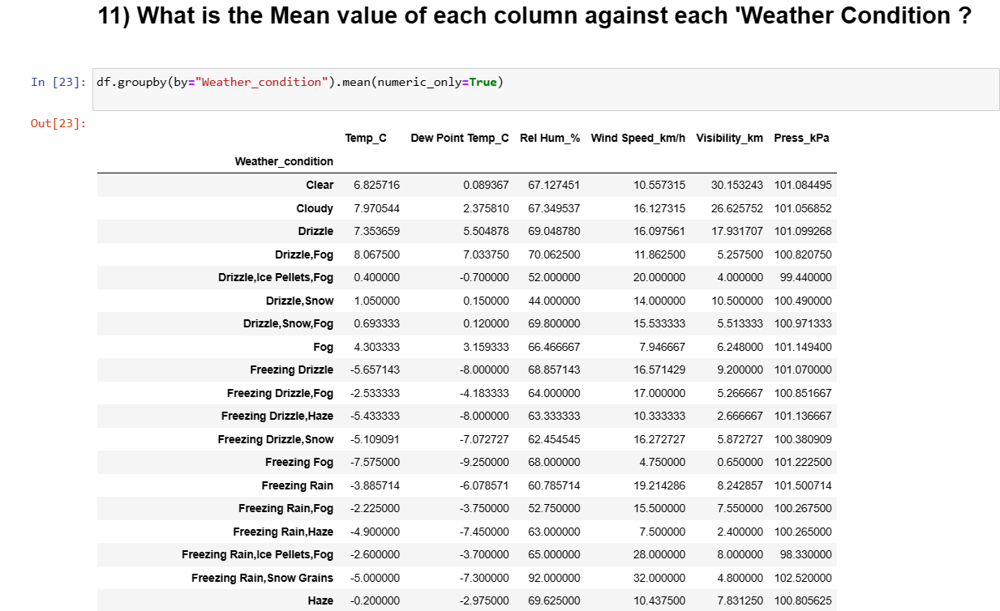 11) What is the Mean value of each column against each 'Weather Condition ?
In [23]: df.groupby(by="Weather_condition").mean(numeric_only=True)
Out[23]:
Temp_C Dew Point Temp_C Rel Hum_% Wind Speed_km/h Visibility_km Press_kPa
Weather_condition
Clear 6.825716 0.089367 67.127451 10.557315 30.153243 101.084495
Cloudy 7.970544 2.375810 67.349537 16.127315 26.625752 101.056852
Drizzle 7.353659 5.504878 69.048780 16.097561 17.931707 101.099268
Drizzle,Fog 8.067500 7.033750 70.062500 11.862500 5.257500 100.820750
Drizzle,Ice Pellets,Fog 0.400000 -0.700000 52.000000 20.000000 4.000000 99.440000
Drizzle,Snow 1.050000 0.150000 44.000000 14.000000 10.500000 100.490000
Drizzle,Snow,Fog 0.693333 0.120000 69.800000 15.533333 5.513333 100.971333
Fog 4.303333 3.159333 66.466667 7.946667 6.248000 101.149400
Freezing Drizzle -5.657143 -8.000000 68.857143 16.571429 9.200000 101.070000
Freezing Drizzle,Fog -2.533333 -4.183333 64.000000 17.000000 5.266667 100.851667
Freezing Drizzle,Haze -5.433333 -8.000000 63.333333 10.333333 2.666667 101.136667
Freezing Drizzle,Snow -5.109091 -7.072727 62.454545 16.272727 5.872727 100.380909
Freezing Fog -7.575000 -9.250000 68.000000 4.750000 0.650000 101.222500
Freezing Rain -3.885714 -6.078571 60.785714 19.214286 8.242857 101.500714
Freezing Rain,Fog -2.225000 -3.750000 52.750000 15.500000 7.550000 100.267500
Freezing Rain,Haze -4.900000 -7.450000 63.000000 7.500000 2.400000 100.265000
Freezing Rain,Ice Pellets,Fog -2.600000 -3.700000 65.000000 28.000000 8.000000 98.330000
Freezing Rain,Snow Grains -5.000000 -7.300000 92.000000 32.000000 4.800000 102.520000
Haze -0.200000 -2.975000 69.625000 10.437500 7.831250 100.805625